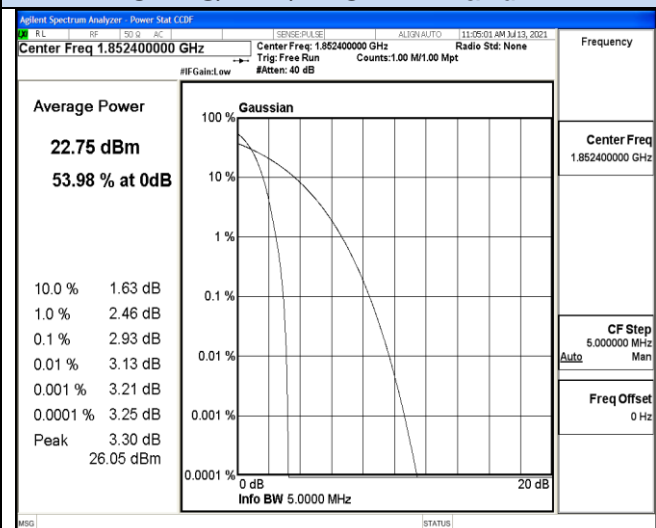 Agilent Spectrum Analyzer - Power Stat CCDF
LXI RL RF 50 Ω AC SENSE:PULSE ALIGN AUTO 11:05:01 AM Jul 13, 2021
Center Freq 1.852400000 GHz
Center Freq: 1.852400000 GHz Radio Std: None
Trig: Free Run Counts:1.00 M/1.00 Mpt
#IFGain:Low #Atten: 40 dB
Frequency
Average Power
22.75 dBm
53.98 % at 0dB
10.0 % 1.63 dB
1.0 % 2.46 dB
0.1 % 2.93 dB
0.01 % 3.13 dB
0.001 % 3.21 dB
0.0001 % 3.25 dB
Peak 3.30 dB
26.05 dBm
Gaussian
100 %
10 %
1 %
0.1 %
0.01 %
0.001 %
0.0001 %
0 dB 20 dB
Info BW 5.0000 MHz
Center Freq
1.852400000 GHz
CF Step
5.000000 MHz
Auto Man
Freq Offset
0 Hz
MSG STATUS